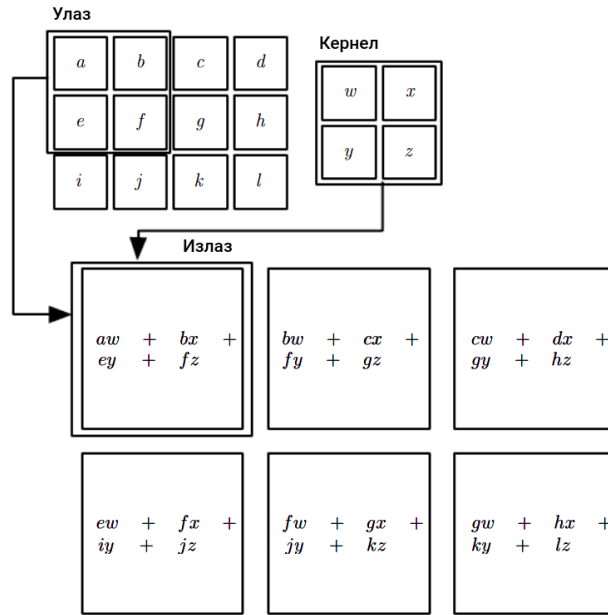 Улаз
a b c d
e f g h
i j k l
Кернел
w x
y z
Излаз
aw + bx +
ey + fz
bw + cx +
fy + gz
cw + dx +
gy + hz
ew + fx +
iy + jz
fw + gx +
jy + kz
gw + hx +
ky + lz